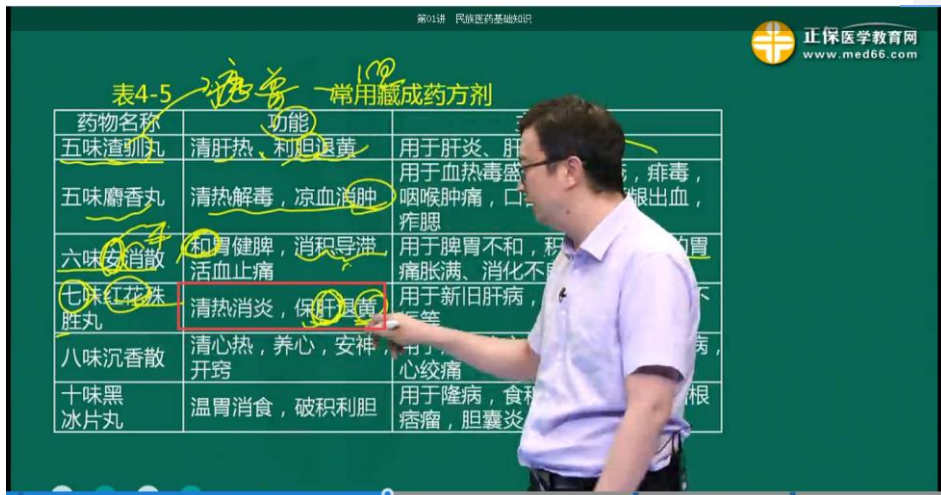 第01讲 民族医药基础知识
正保医学教育网
www.med66.com
表4-5
常用藏成药方剂
药物名称
功能
五味渣驯丸
清肝热、利胆退黄
用于肝炎、肝
五味麝香丸
清热解毒，凉血消肿
用于血热毒盛
，痱毒，
咽喉肿痛，口
龈出血，
痄腮
六味安消散
和胃健脾，消积导滞
活血止痛
用于脾胃不和，积
的胃
痛胀满、消化不
七味红花殊
胜丸
清热消炎，保肝退黄
用于新旧肝病，
不
八味沉香散
清心热，养心，安神，
开窍
病，
心绞痛
十味黑
冰片丸
温胃消食，破积利胆
用于隆病，食积
根
痞瘤，胆囊炎